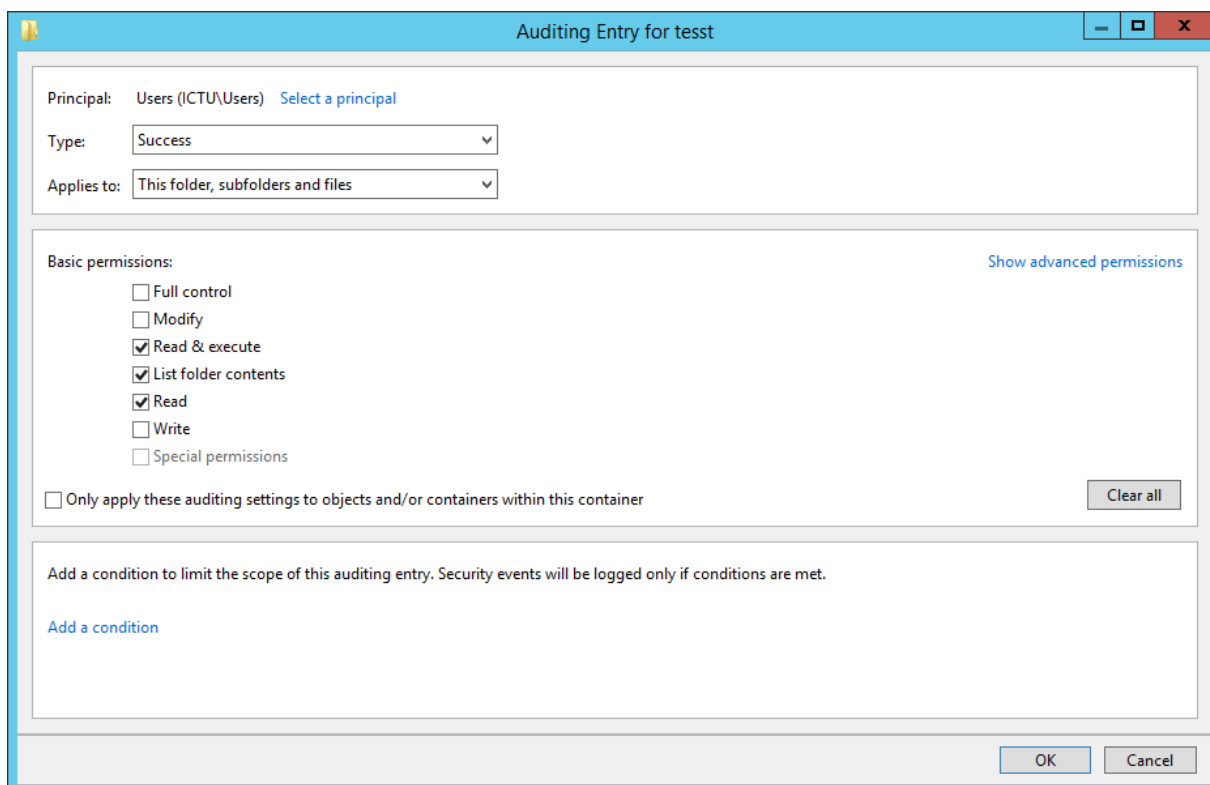 Auditing Entry for tesst
Principal: Users (ICTU\Users) Select a principal
Type: Success
Applies to: This folder, subfolders and files
Basic permissions: Show advanced permissions
Full control
Modify
Read & execute
List folder contents
Read
Write
Special permissions
Only apply these auditing settings to objects and/or containers within this container Clear all
Add a condition to limit the scope of this auditing entry. Security events will be logged only if conditions are met.
Add a condition
OK Cancel